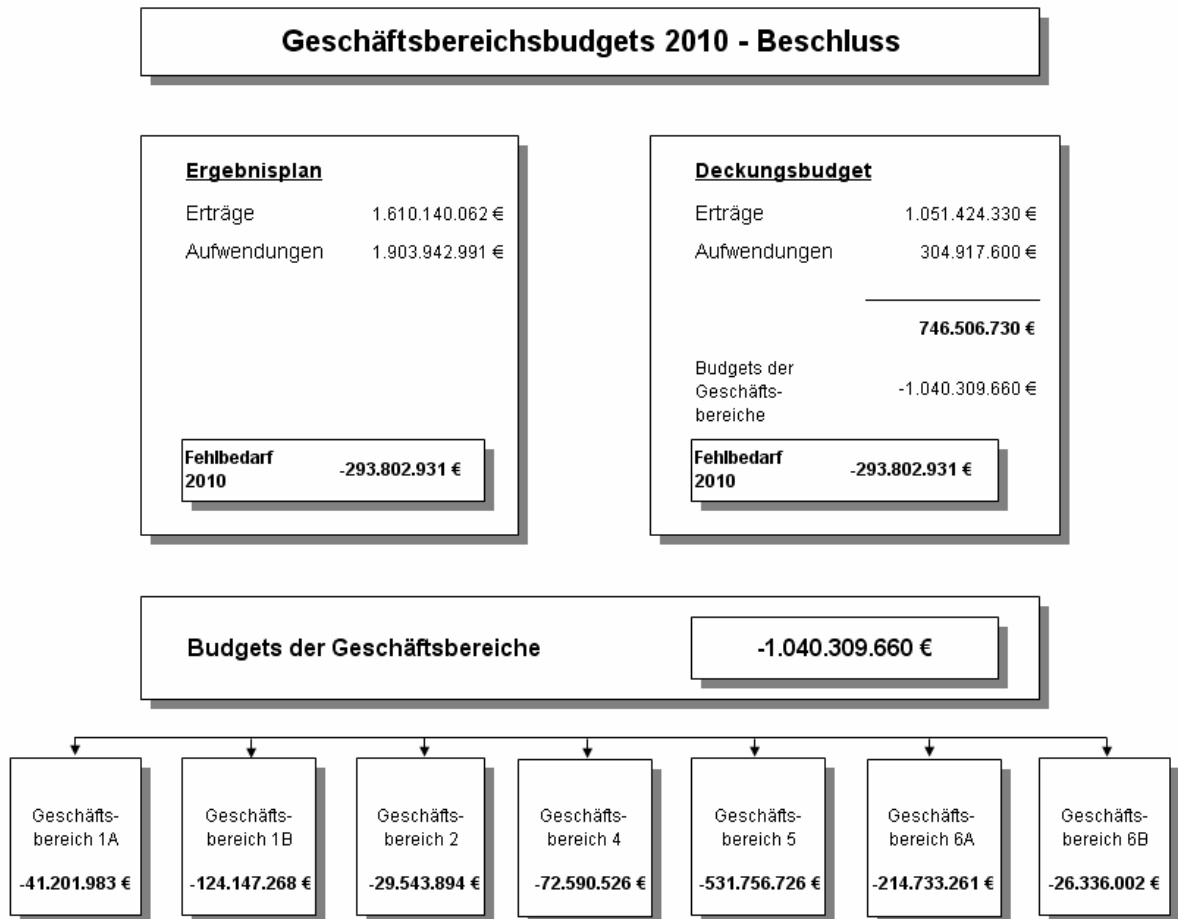 Geschäftsbereichsbudgets 2010 - Beschluss
Ergebnisplan
Erträge 1.610.140.062 €
Aufwendungen 1.903.942.991 €
Fehlbedarf
2010
-293.802.931 €
Deckungsbudget
Erträge 1.051.424.330 €
Aufwendungen 304.917.600 €
746.506.730 €
Budgets der
Geschäfts-
bereiche
-1.040.309.660 €
Fehlbedarf
2010
-293.802.931 €
Budgets der Geschäftsbereiche -1.040.309.660 €
Geschäfts-
bereich 1A
-41.201.983 €
Geschäfts-
bereich 1B
-124.147.268 €
Geschäfts-
bereich 2
-29.543.894 €
Geschäfts-
bereich 4
-72.590.526 €
Geschäfts-
bereich 5
-531.756.726 €
Geschäfts-
bereich 6A
-214.733.261 €
Geschäfts-
bereich 6B
-26.336.002 €